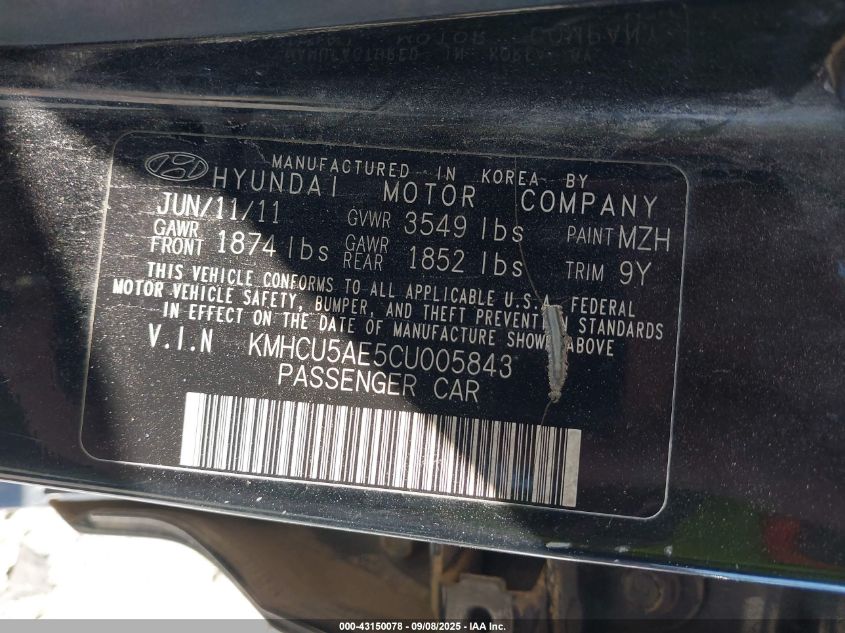 MANUFACTURED IN KOREA BY
HYUNDAI MOTOR COMPANY
JUN/11/11 GVWR 3549 lbs PAINT MZH
GAWR FRONT 1874 lbs GAWR REAR 1852 lbs TRIM 9Y
THIS VEHICLE CONFORMS TO ALL APPLICABLE U.S.A. FEDERAL
MOTOR VEHICLE SAFETY, BUMPER, AND THEFT PREVENTION STANDARDS
IN EFFECT ON THE DATE OF MANUFACTURE SHOWN ABOVE
V.I.N KMHCU5AE5CU005843
PASSENGER CAR
000-43150078 - 09/08/2025 - IAA Inc.